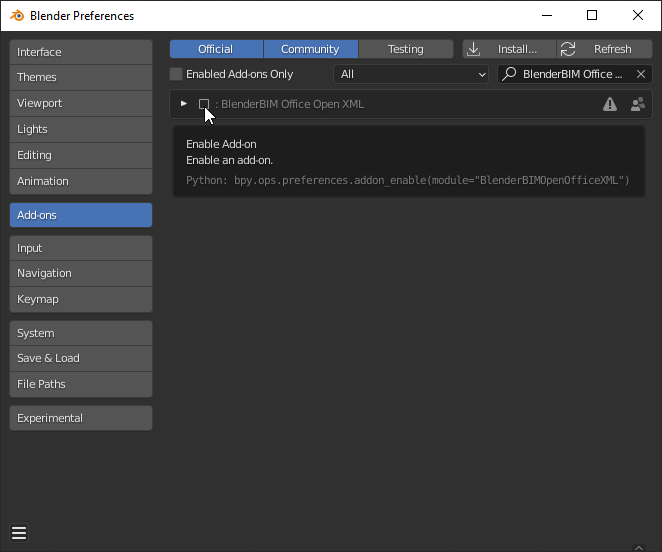 Blender Preferences
Interface
Themes
Viewport
Lights
Editing
Animation
Add-ons
Input
Navigation
Keymap
System
Save & Load
File Paths
Experimental
Official Community Testing Install... Refresh
Enabled Add-ons Only All BlenderBIM Office ...
: BlenderBIM Office Open XML
Enable Add-on
Enable an add-on.
Python: bpy.ops.preferences.addon_enable(module="BlenderBIMOpenOfficeXML")